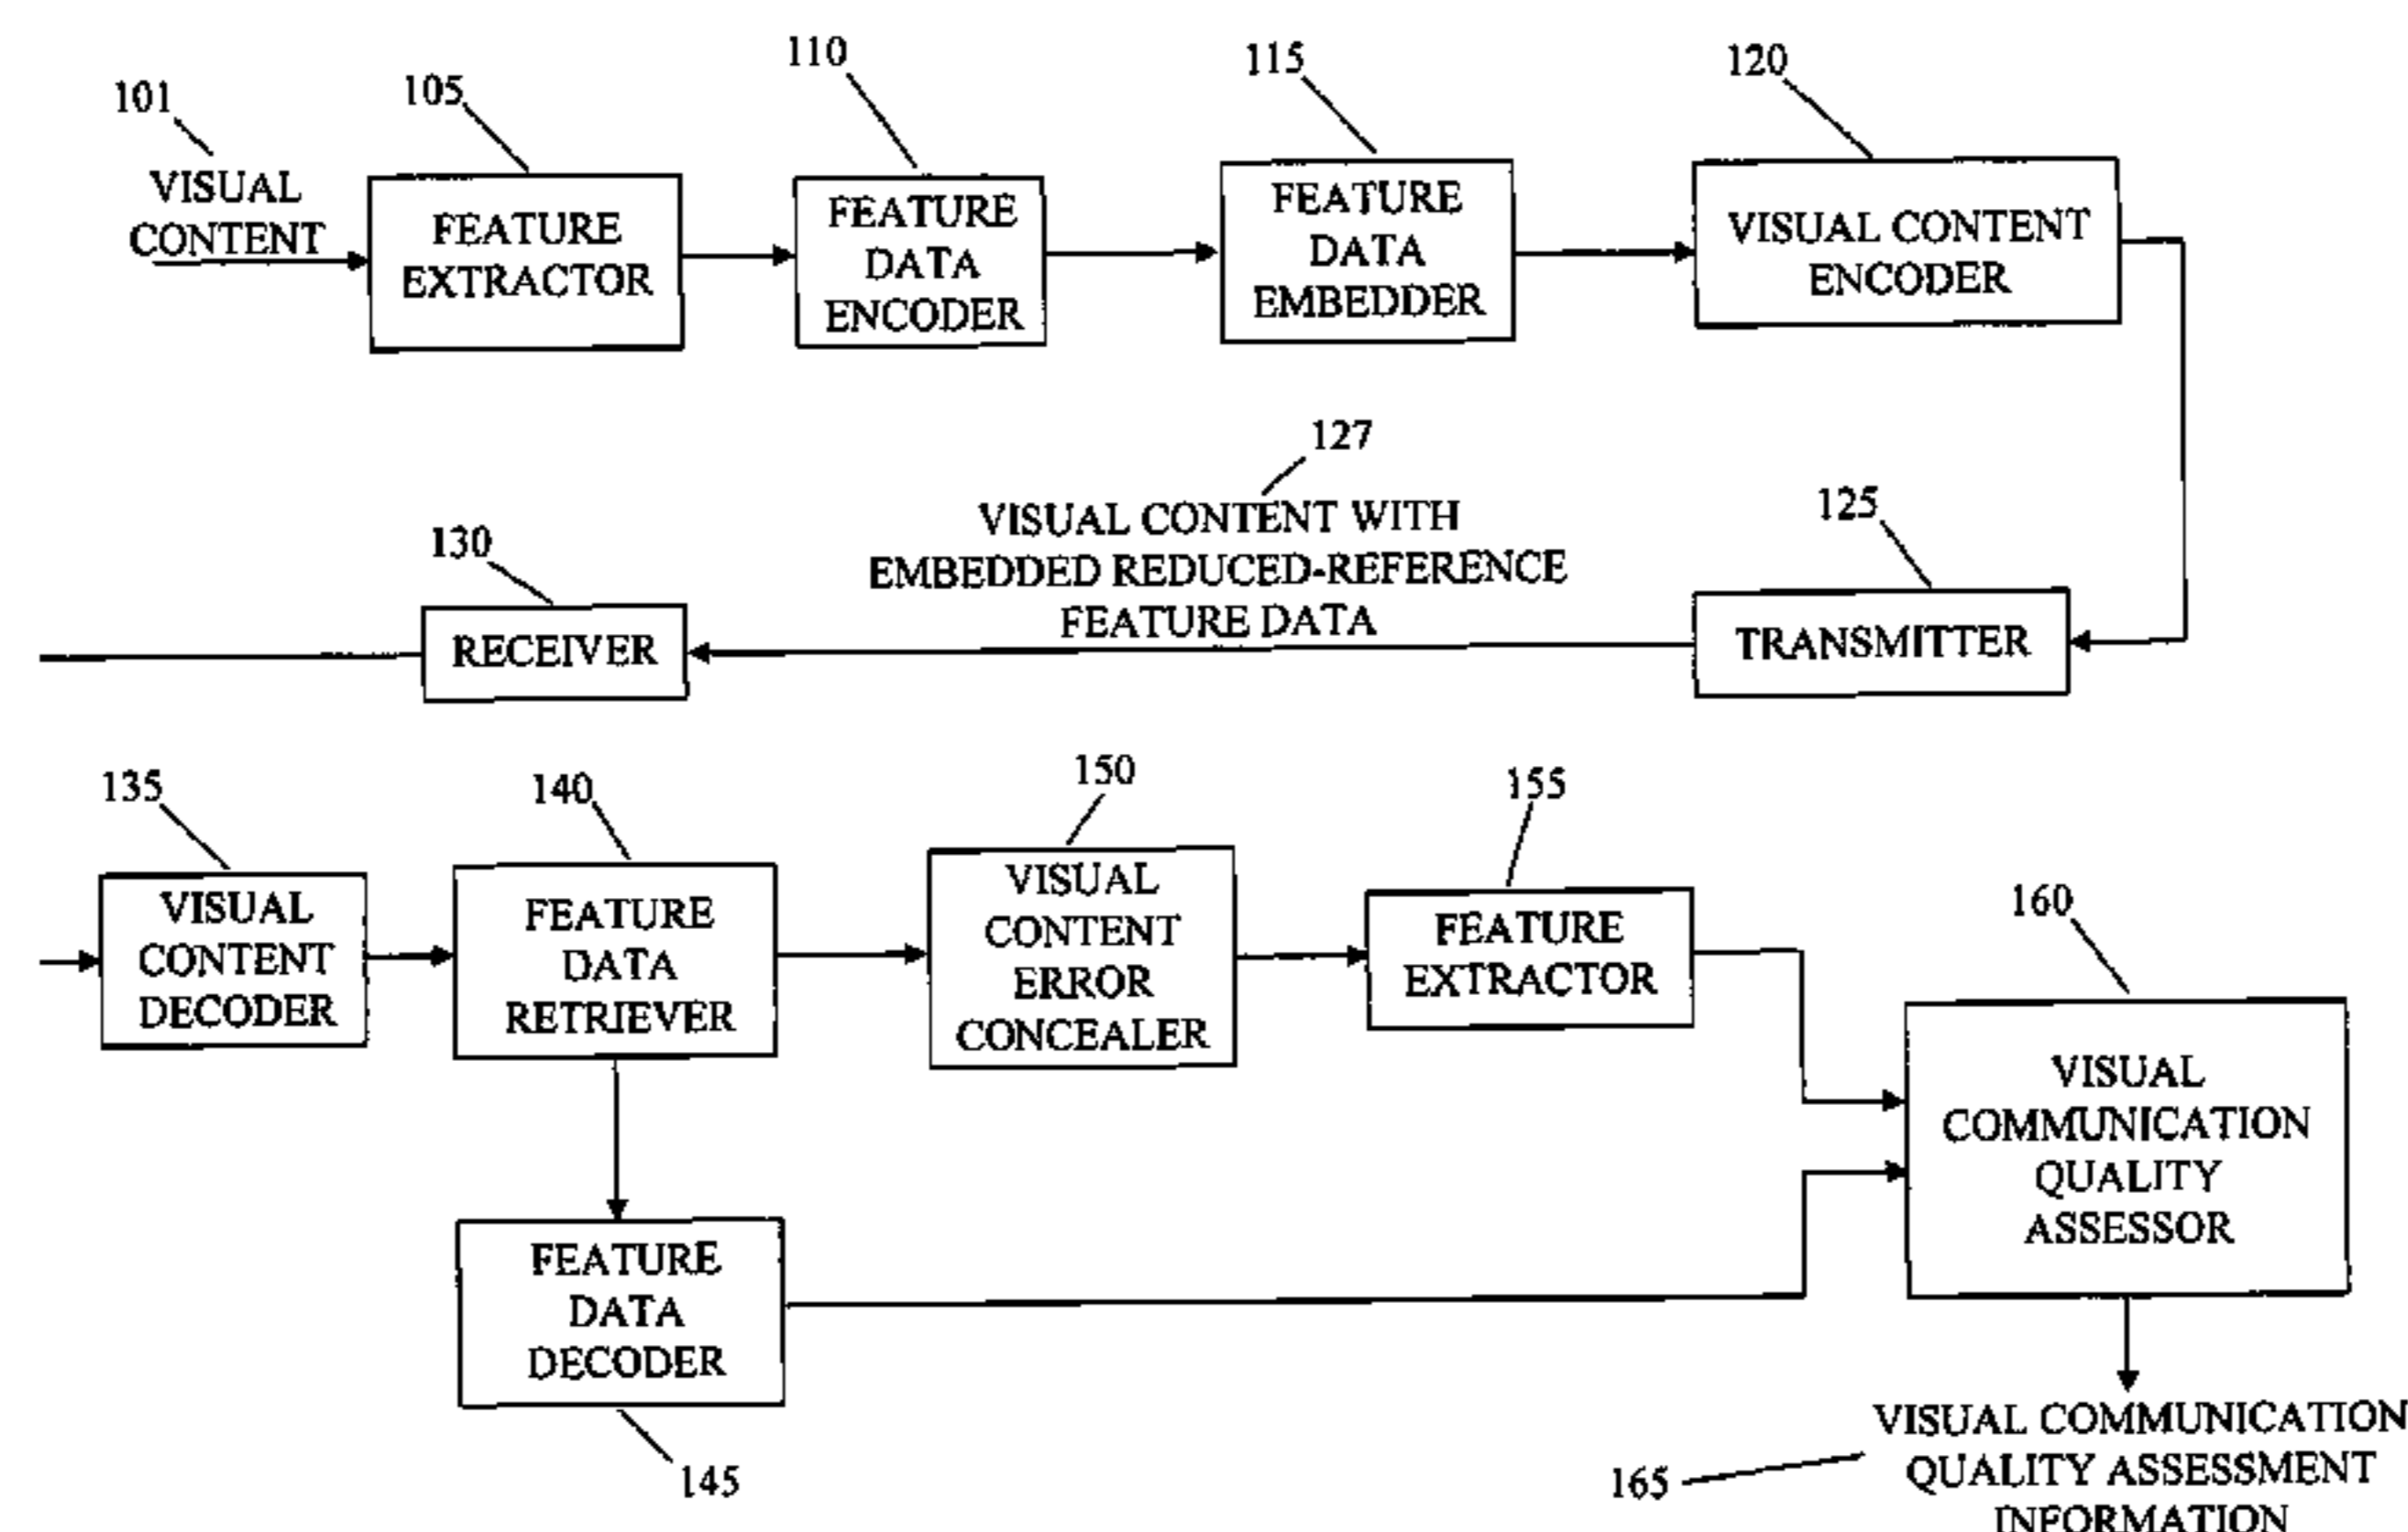 101
VISUAL
CONTENT
105
FEATURE
EXTRACTOR
110
FEATURE
DATA
ENCODER
115
FEATURE
DATA
EMBEDDER
120
VISUAL CONTENT
ENCODER
130
RECEIVER
127
VISUAL CONTENT WITH
EMBEDDED REDUCED-REFERENCE
FEATURE DATA
125
TRANSMITTER
135
VISUAL
CONTENT
DECODER
140
FEATURE
DATA
RETRIEVER
150
VISUAL
CONTENT
ERROR
CONCEALER
155
FEATURE
EXTRACTOR
160
VISUAL
COMMUNICATION
QUALITY
ASSESSOR
FEATURE
DATA
DECODER
145
165
VISUAL COMMUNICATION
QUALITY ASSESSMENT
INFORMATION